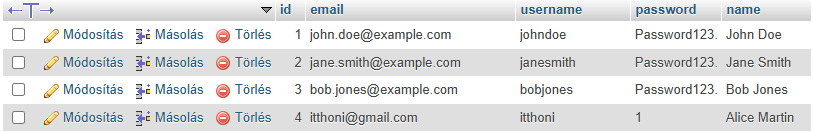 id email username password name
Módosítás Másolás Törlés 1 john.doe@example.com johndoe Password123. John Doe
Módosítás Másolás Törlés 2 jane.smith@example.com janesmith Password123. Jane Smith
Módosítás Másolás Törlés 3 bob.jones@example.com bobjones Password123. Bob Jones
Módosítás Másolás Törlés 4 itthoni@gmail.com itthoni 1 Alice Martin